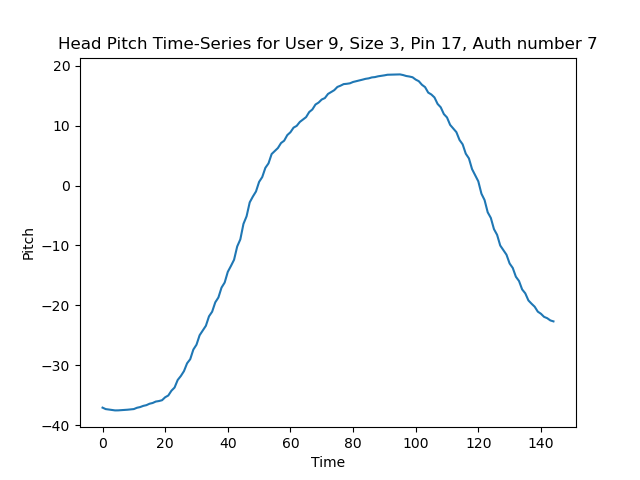 Head Pitch Time-Series for User 9, Size 3, Pin 17, Auth number 7
20
10
0
−10
−20
−30
−40
Pitch
0 20 40 60 80 100 120 140
Time